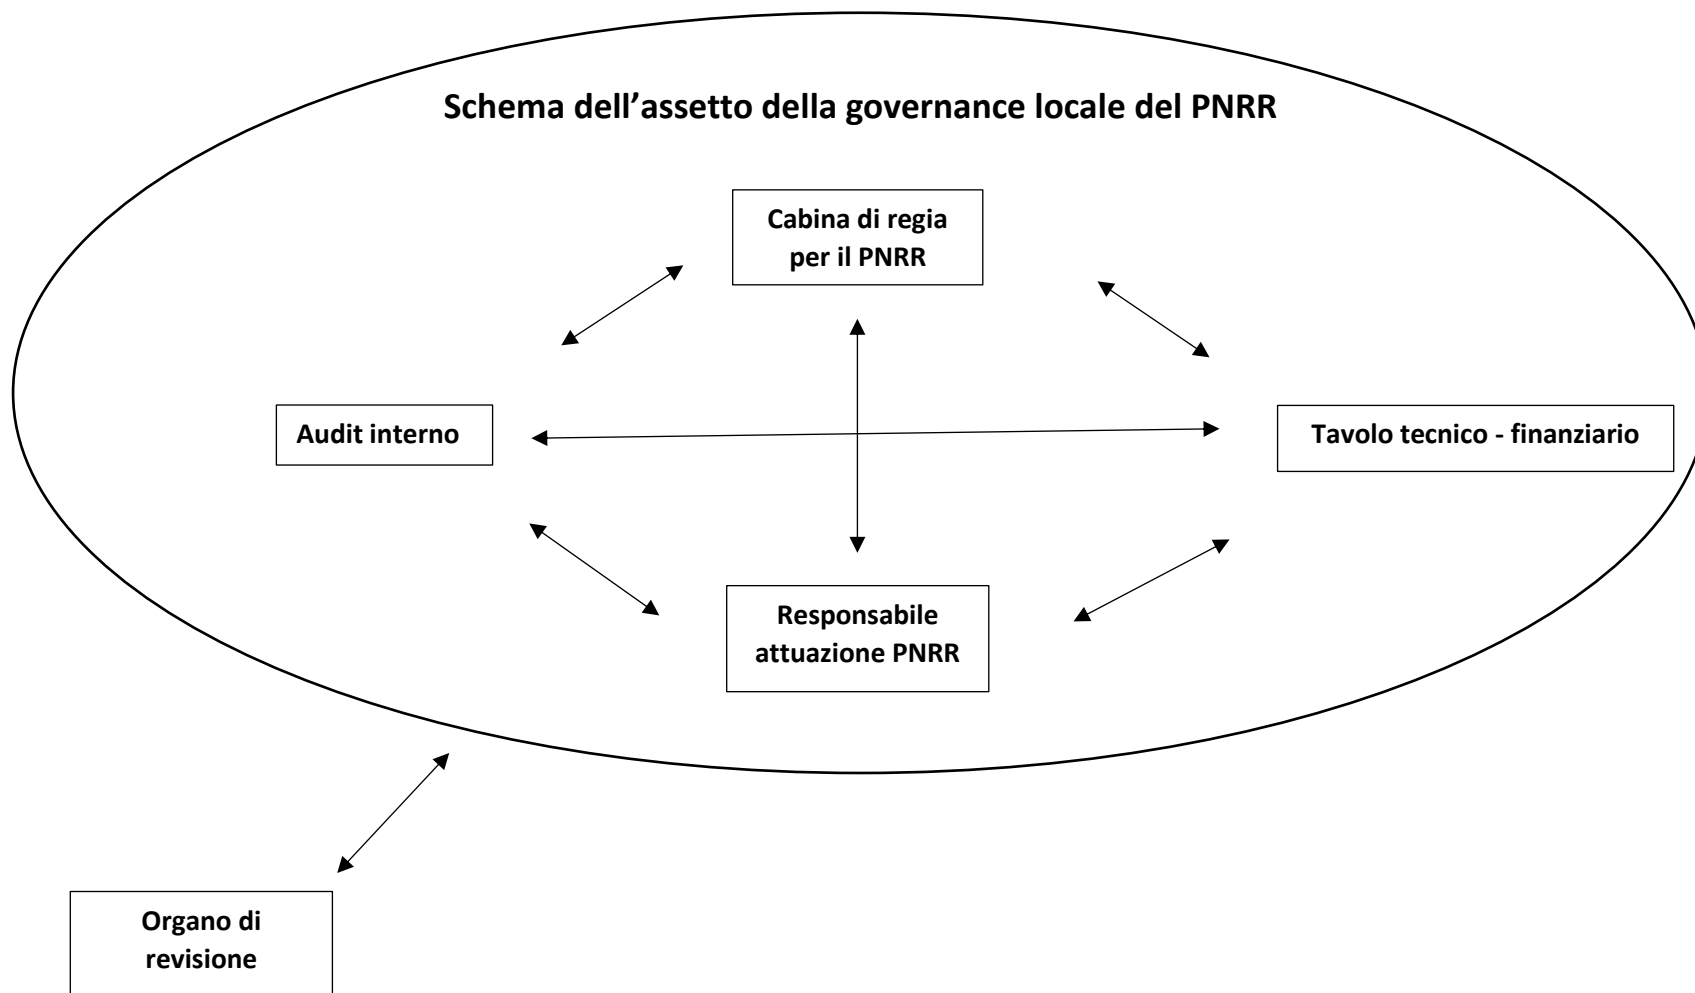 Schema dell’assetto della governance locale del PNRR
Cabina di regia
per il PNRR
Audit interno
Tavolo tecnico - finanziario
Responsabile
attuazione PNRR
Organo di
revisione